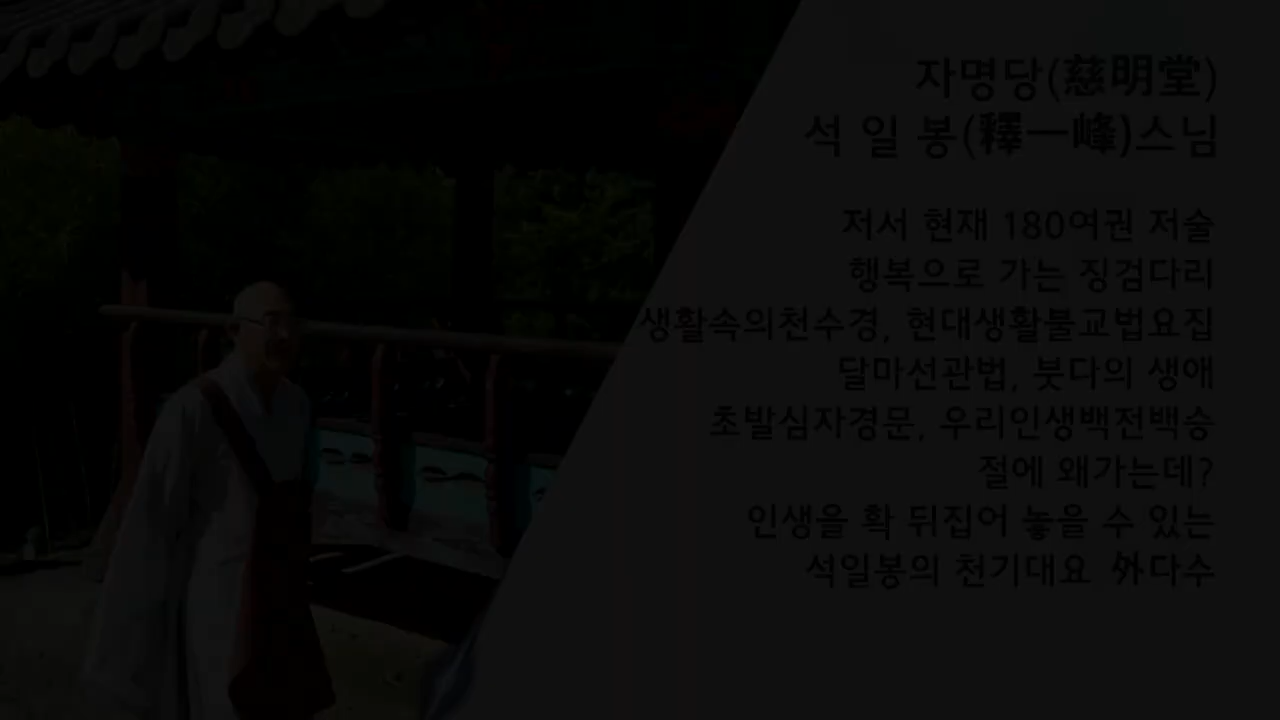 자명당(慈明堂)
석 일 봉(釋一峰)스님
저서 현재 180여권 저술
행복으로 가는 징검다리
생활속의천수경, 현대생활불교법요집
달마선관법, 붓다의 생애
초발심자경문, 우리인생백전백승
절에 왜가는데?
인생을 확 뒤집어 놓을 수 있는
석일봉의 천기대요 外다수